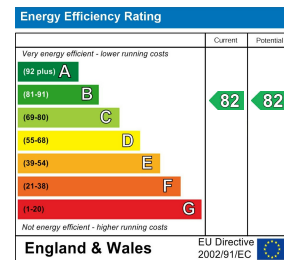 Energy Efficiency Rating
Current Potential
Very energy efficient - lower running costs
(92 plus) A
(81-91) B
82 82
(69-80) C
(55-68) D
(39-54) E
(21-38) F
(1-20) G
Not energy efficient - higher running costs
England & Wales
EU Directive
2002/91/EC